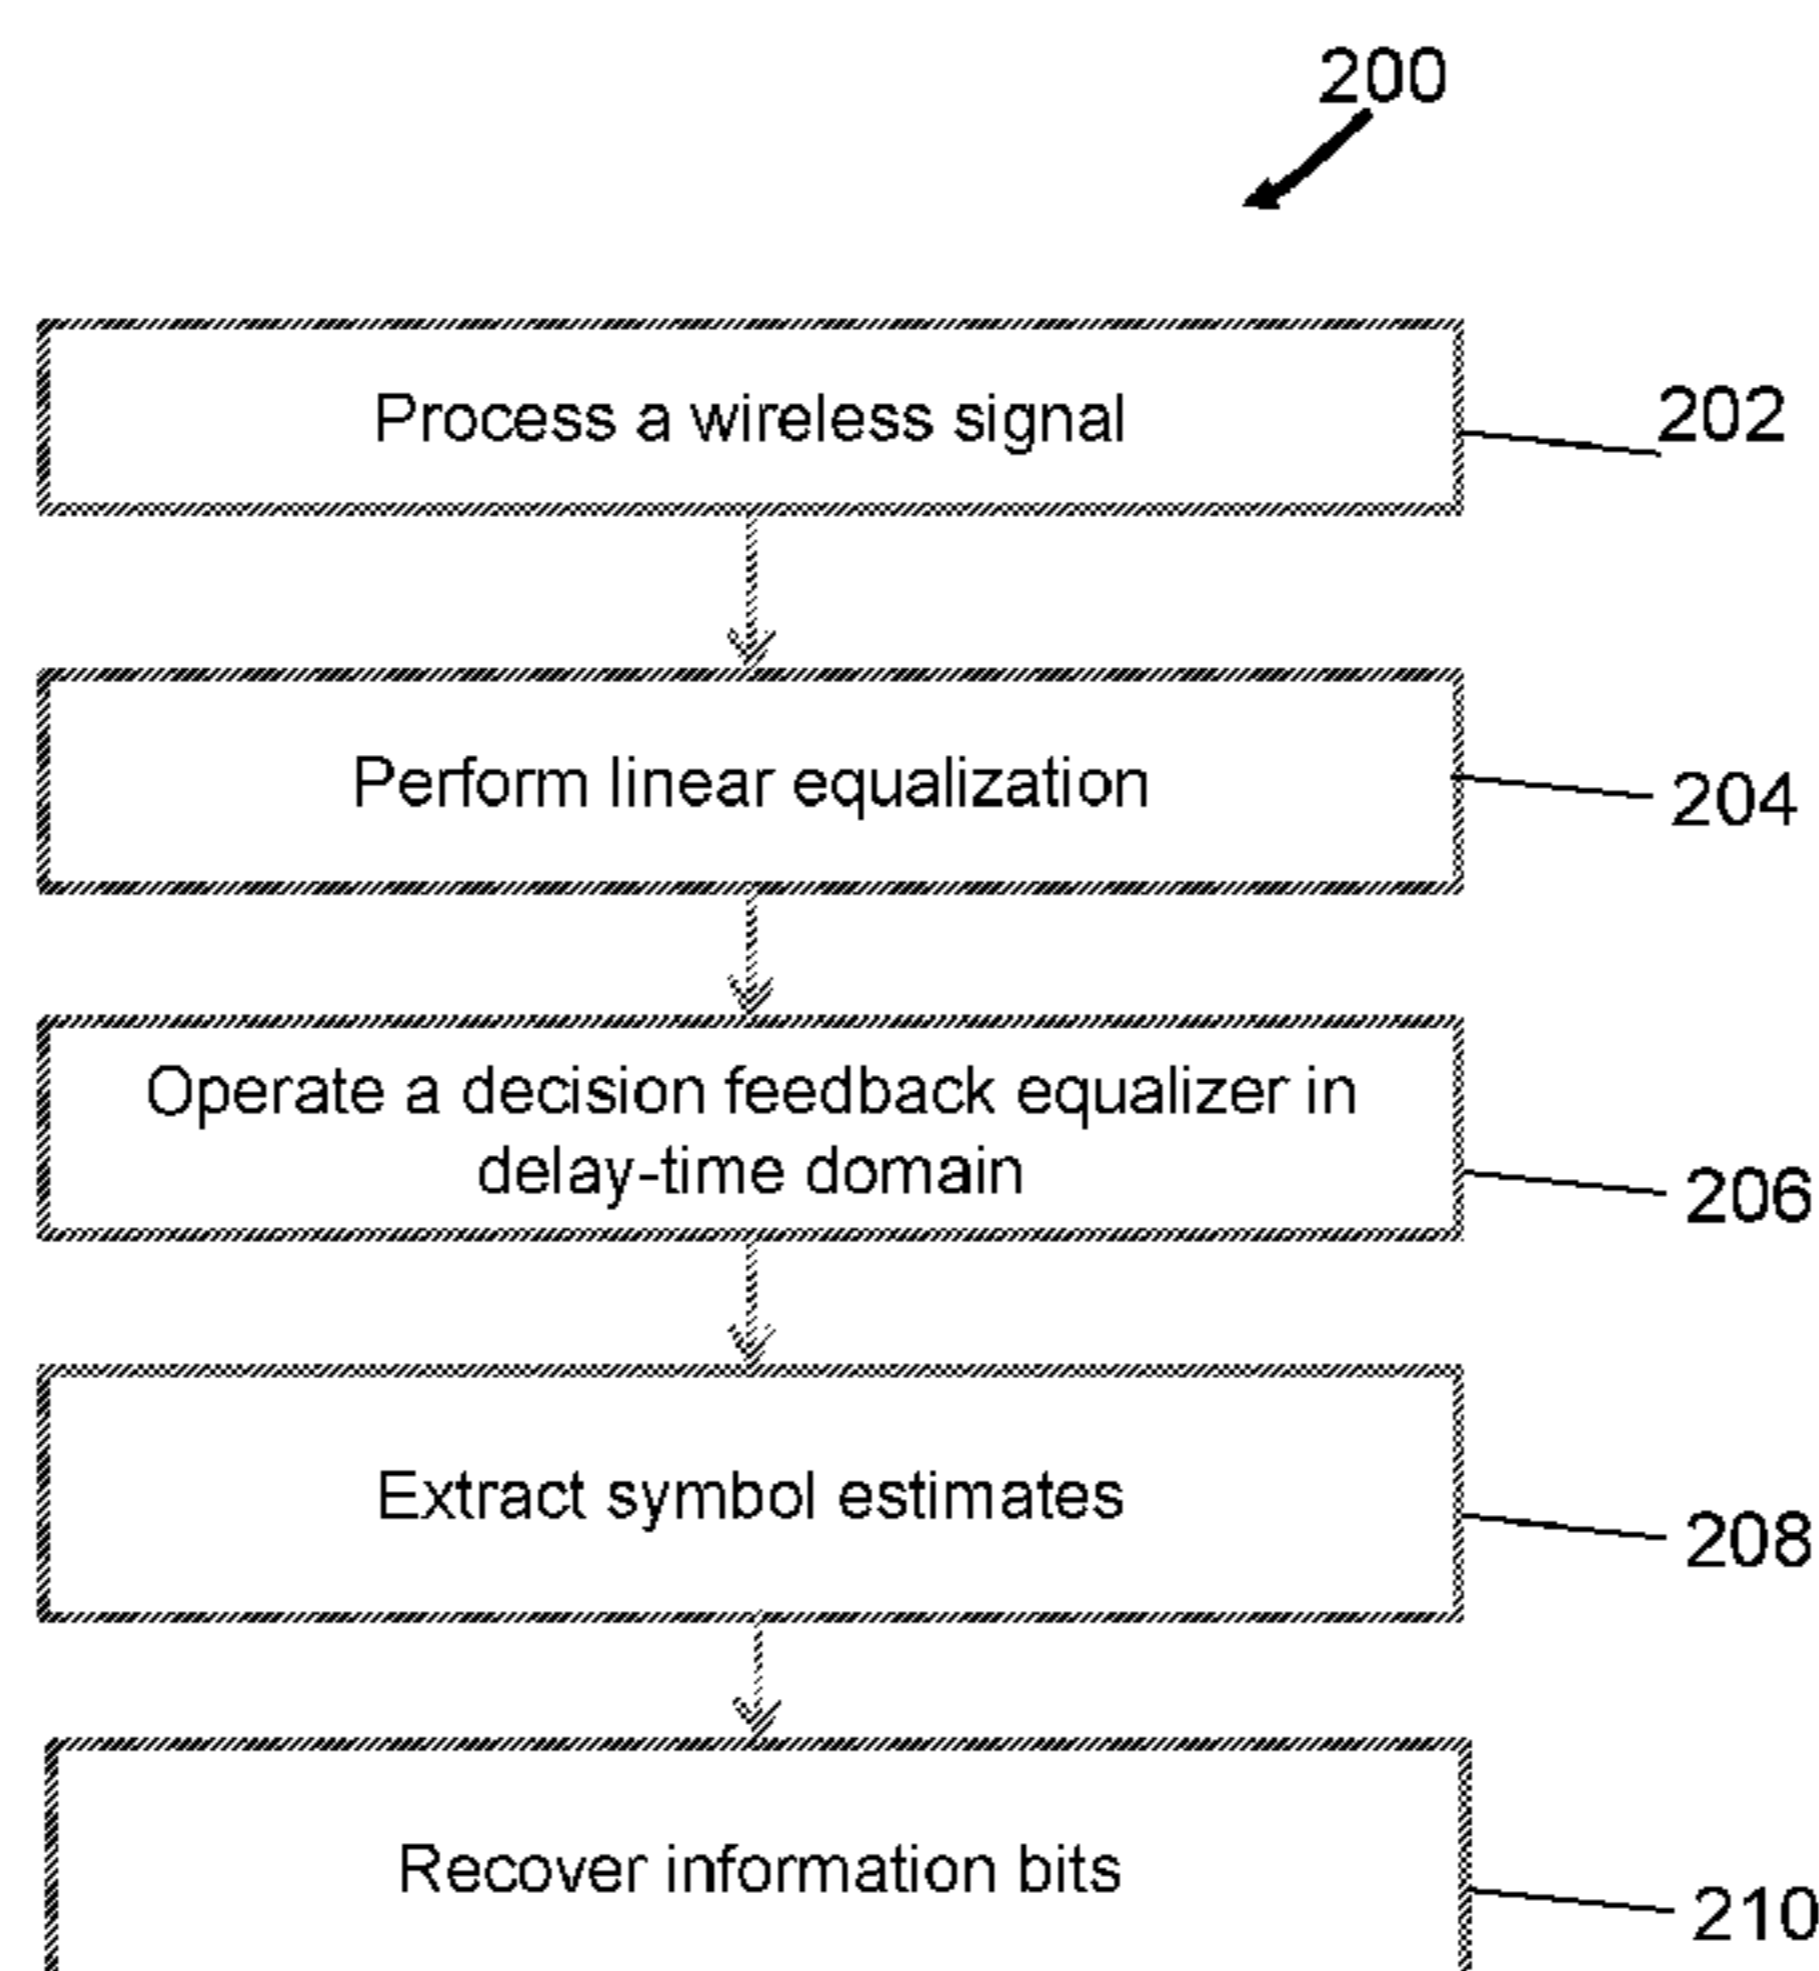 200
Process a wireless signal
202
Perform linear equalization
204
Operate a decision feedback equalizer in
delay-time domain
206
Extract symbol estimates
208
Recover information bits
210